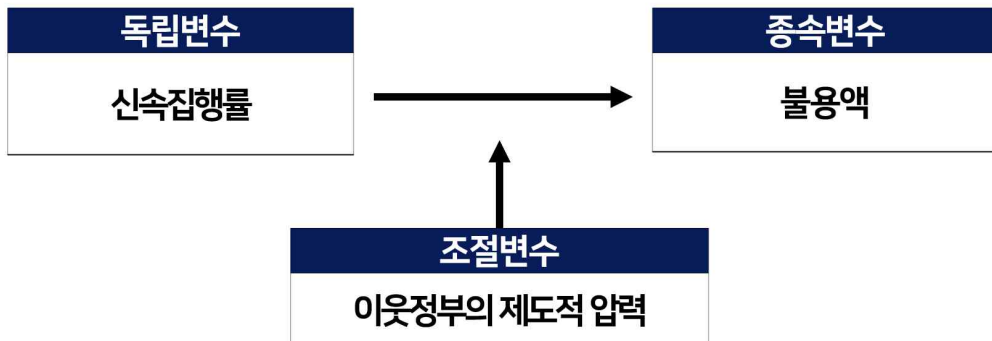 독립변수
신속집행률
종속변수
불용액
조절변수
이웃정부의 제도적 압력